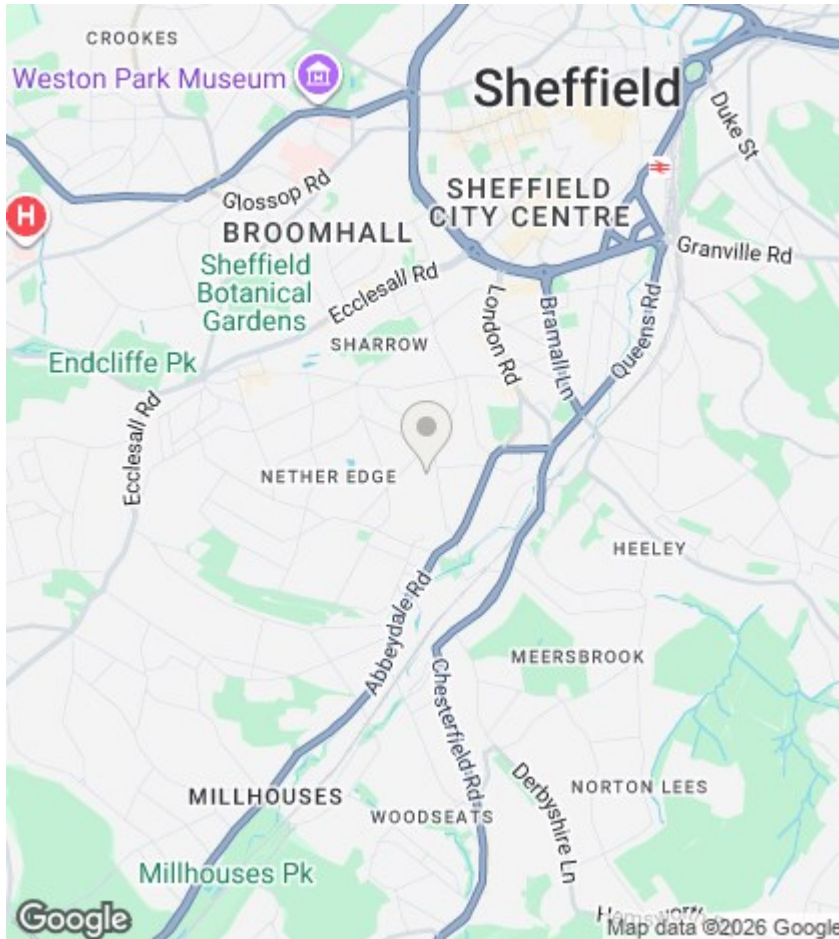 CROOKES
Weston Park Museum
Sheffield
Duke St
Glossop Rd
SHEFFIELD
CITY CENTRE
H
BROOMHALL
Granville Rd
Sheffield
Botanical
Gardens
Ecclesall Rd
London Rd
Bramall Ln
Queens Rd
SHARROW
Endcliffe Pk
Ecclesall Rd
NETHER EDGE
HEELEY
Abbeydale Rd
MEERSBROOK
Chesterfield Rd
MILLHOUSES
Derbyshire Ln
NORTON LEES
WOODSEATS
Millhouses Pk
Google
Map data ©2026 Google